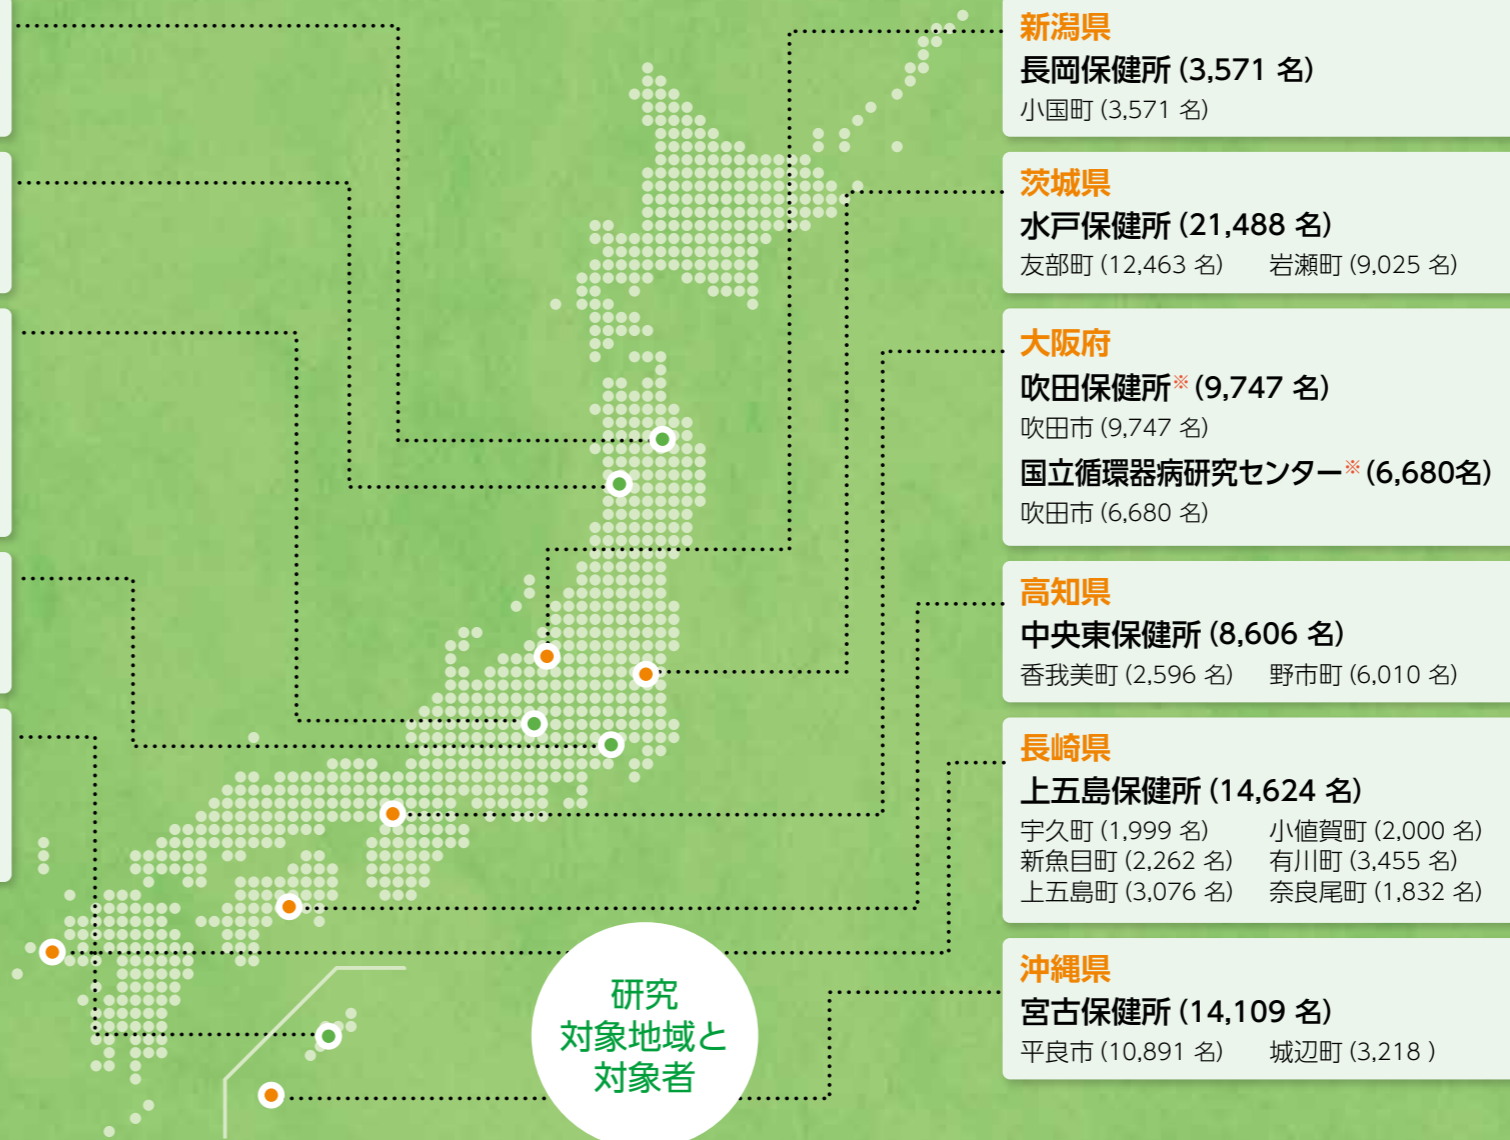 新潟県
長岡保健所 (3,571 名)
小国町 (3,571 名)
茨城県
水戸保健所 (21,488 名)
友部町 (12,463 名) 岩瀬町 (9,025 名)
大阪府
吹田保健所※ (9,747 名)
吹田市 (9,747 名)
国立循環器病研究センター※ (6,680名)
吹田市 (6,680 名)
高知県
中央東保健所 (8,606 名)
香我美町 (2,596 名) 野市町 (6,010 名)
長崎県
上五島保健所 (14,624 名)
宇久町 (1,999 名) 小値賀町 (2,000 名)
新魚目町 (2,262 名) 有川町 (3,455 名)
上五島町 (3,076 名) 奈良尾町 (1,832 名)
沖縄県
宮古保健所 (14,109 名)
平良市 (10,891 名) 城辺町 (3,218 )
研究
対象地域と
対象者